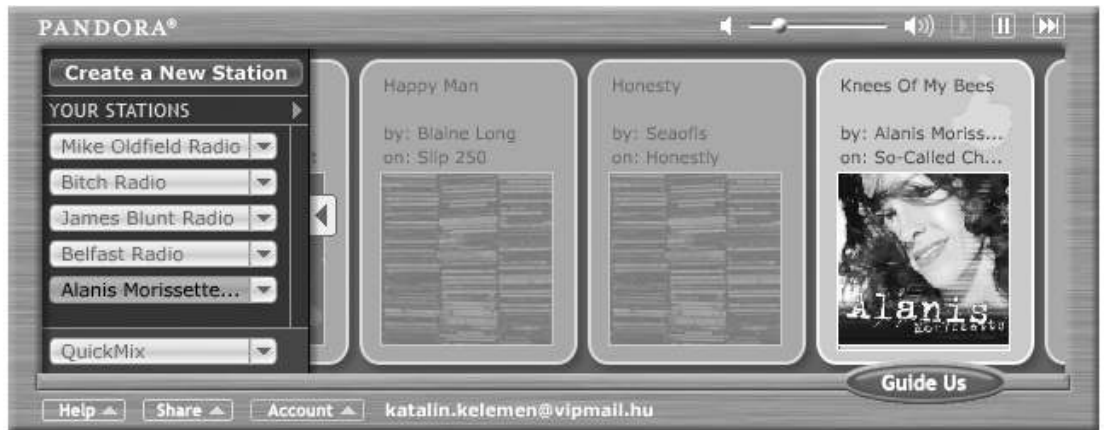 PANDORA®
Create a New Station
YOUR STATIONS
Mike Oldfield Radio
Bitch Radio
James Blunt Radio
Belfast Radio
Alanis Morissette...
QuickMix
Happy Man
by: Blaine Long
on: Slip 250
Honesty
by: Seaofis
on: Honestly
Knees Of My Bees
by: Alanis Moriss...
on: So-Called Ch...
Alanis
Morissette
Guide Us
Help
Share
Account
katalin.kelemen@vipmail.hu